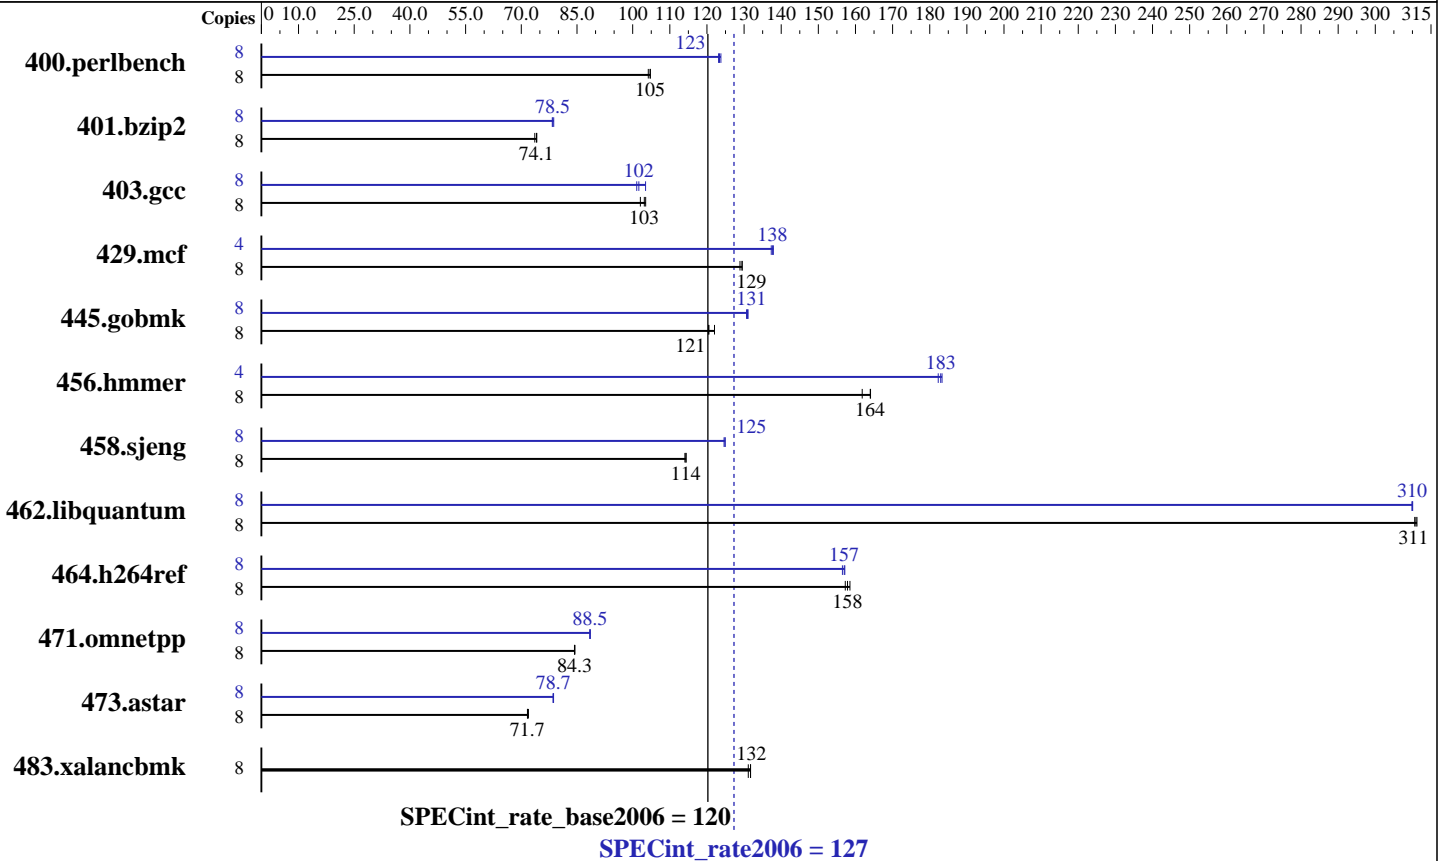 Copies 0 10.0 25.0 40.0 55.0 70.0 85.0 100 110 120 130 140 150 160 170 180 190 200 210 220 230 240 250 260 270 280 290 300 315
400.perlbench 8 123
8 105
401.bzip2 8 78.5
8 74.1
403.gcc 8 102
8 103
429.mcf 4 138
8 129
445.gobmk 8 131
8 121
456.hmmer 4 183
8 164
458.sjeng 8 125
8 114
462.libquantum 8 310
8 311
464.h264ref 8 157
8 158
471.omnetpp 8 88.5
8 84.3
473.astar 8 78.7
8 71.7
483.xalancbmk 8 132
SPECint_rate_base2006 = 120
SPECint_rate2006 = 127